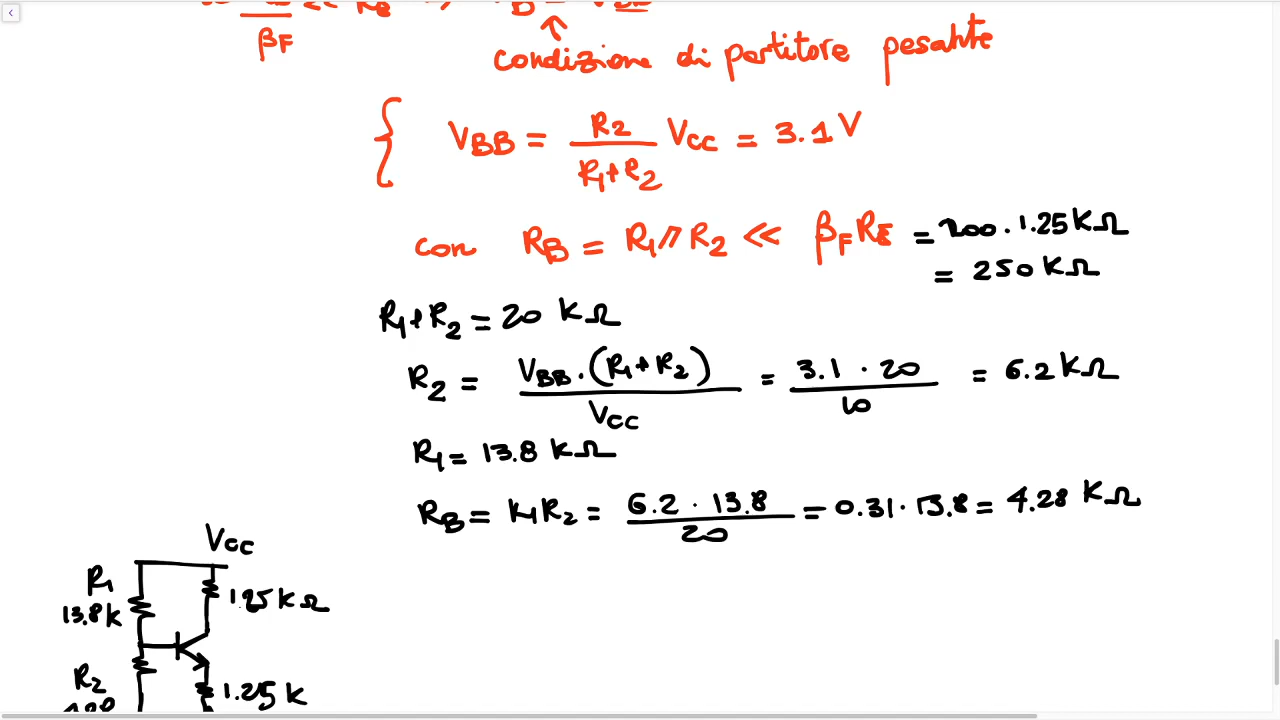 βF
condizione di partitore pesante
{ VBB = R2 / (R1+R2) VCC = 3.1 V
con RB = R1 // R2 << βF RE = 200 · 1.25 KΩ
= 250 KΩ
R1 + R2 = 20 KΩ
R2 = VBB · (R1 + R2) / VCC = 3.1 · 20 / 10 = 6.2 KΩ
R1 = 13.8 KΩ
RB = R1 R2 = 6.2 · 13.8 / 20 = 0.31 · 13.8 = 4.28 KΩ
VCC
R1
13.8k
1.25 KΩ
R2
1.25 K